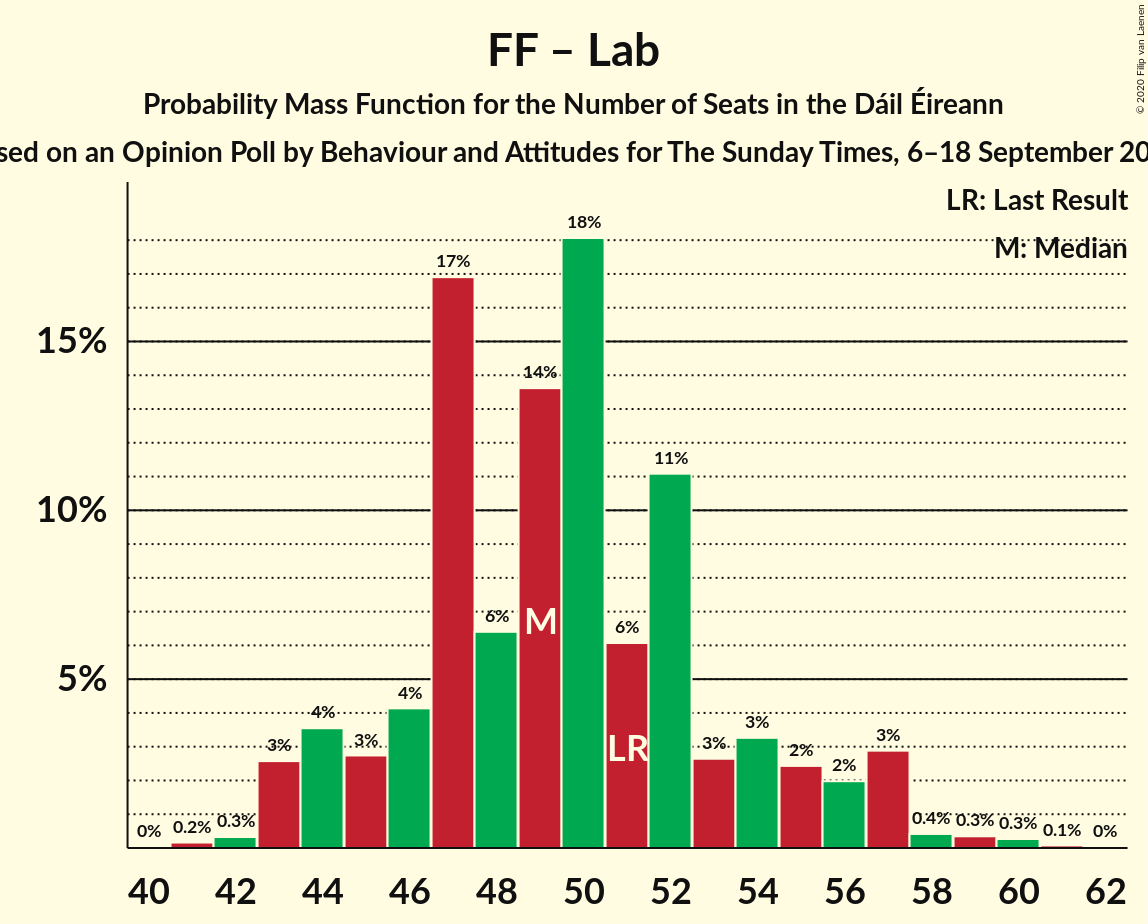 FF – Lab
Probability Mass Function for the Number of Seats in the Dáil Éireann
on an Opinion Poll by Behaviour and Attitudes for The Sunday Times, 6–18 September
© 2020 Filip van Laenen
LR: Last Result
M: Median
15%
10%
5%
0%
0.2%
0.3%
3%
4%
3%
4%
17%
6%
14%
18%
6%
11%
3%
3%
2%
2%
3%
0.4%
0.3%
0.3%
0.1%
0%
M
LR
40 42 44 46 48 50 52 54 56 58 60 62